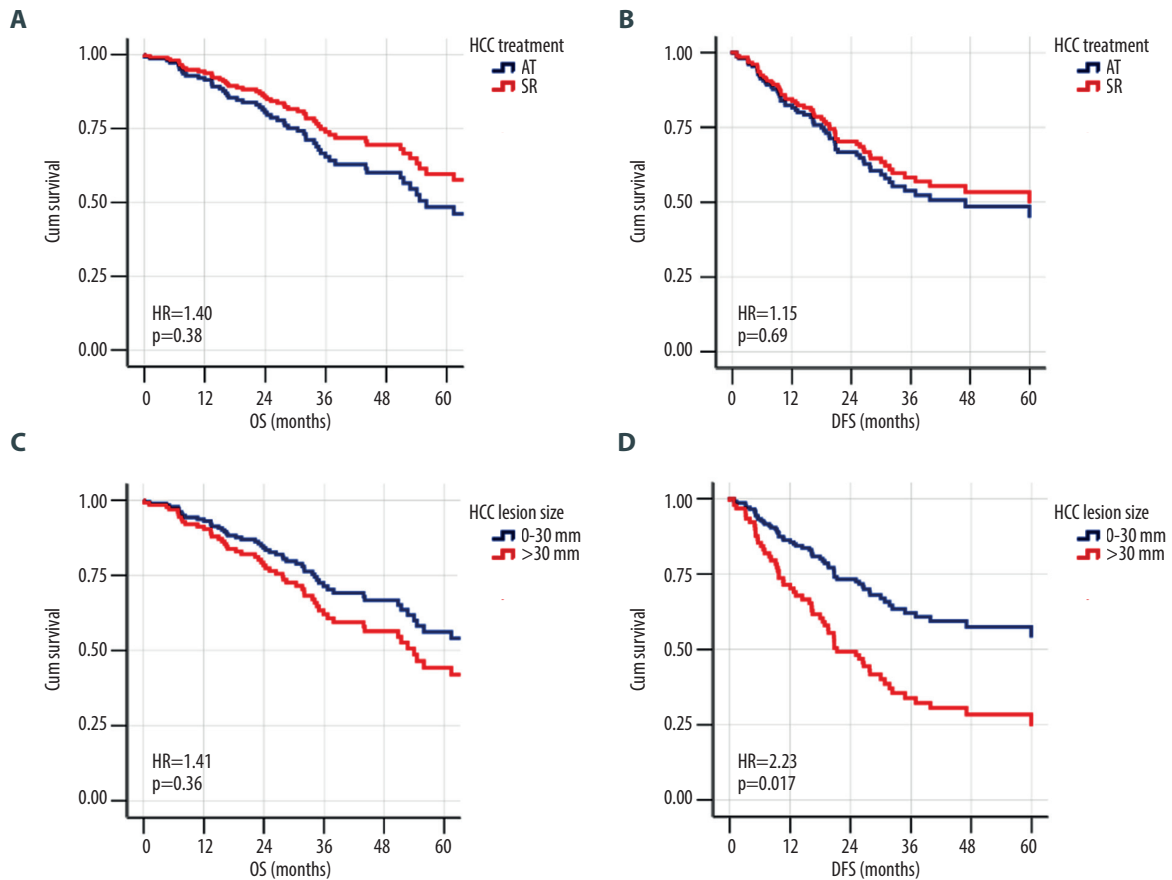 A
HCC treatment
AT
SR
1.00
0.75
0.50
0.25
0.00
Cum survival
HR=1.40
p=0.38
0 12 24 36 48 60
OS (months)
B
HCC treatment
AT
SR
1.00
0.75
0.50
0.25
0.00
Cum survival
HR=1.15
p=0.69
0 12 24 36 48 60
DFS (months)
C
HCC lesion size
0-30 mm
>30 mm
1.00
0.75
0.50
0.25
0.00
Cum survival
HR=1.41
p=0.36
0 12 24 36 48 60
OS (months)
D
HCC lesion size
0-30 mm
>30 mm
1.00
0.75
0.50
0.25
0.00
Cum survival
HR=2.23
p=0.017
0 12 24 36 48 60
DFS (months)